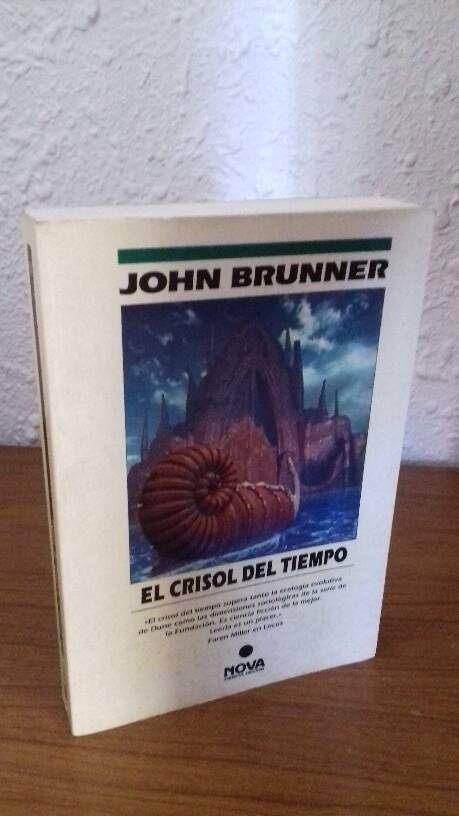 JOHN BRUNNER
EL CRISOL DEL TIEMPO
«El crisol del tiempo supera tanto la ecología evolutiva
de Dune como las dimensiones sociológicas de la serie de
la Fundación. Es ciencia ficción de la mejor.
Leerla es un placer.»
Faren Miller en Locus
NOVA
CIENCIA FICCIÓN